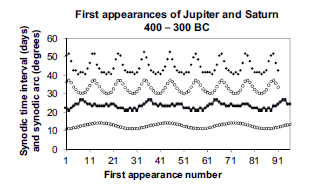 First appearances of Jupiter and Saturn
400 – 300 BC
Synodic time interval (days)
and synodic arc (degrees)
60
50
40
30
20
10
0
1 11 21 31 41 51 61 71 81 91
First appearance number